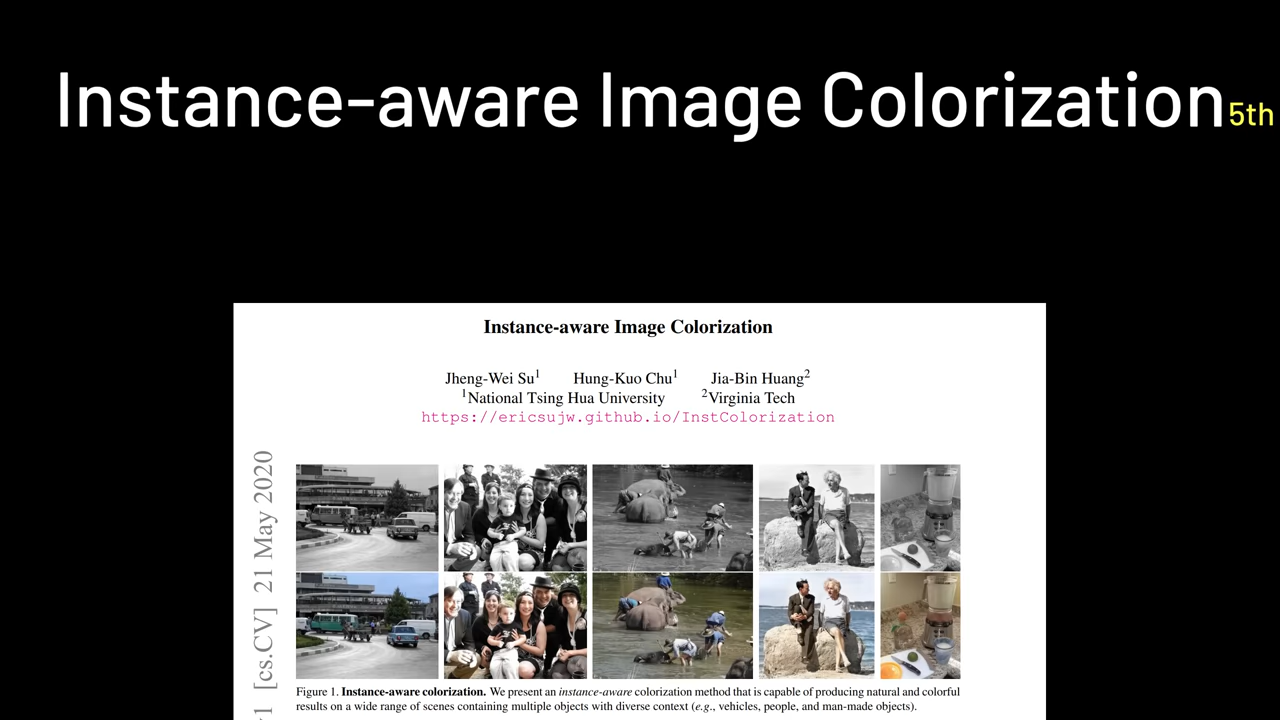 Instance-aware Image Colorization 5th
Instance-aware Image Colorization
Jheng-Wei Su1 Hung-Kuo Chu1 Jia-Bin Huang2
1National Tsing Hua University 2Virginia Tech
https://ericsujw.github.io/InstColorization
[cs.CV] 21 May 2020
Figure 1. Instance-aware colorization. We present an instance-aware colorization method that is capable of producing natural and colorful
results on a wide range of scenes containing multiple objects with diverse context (e.g., vehicles, people, and man-made objects).